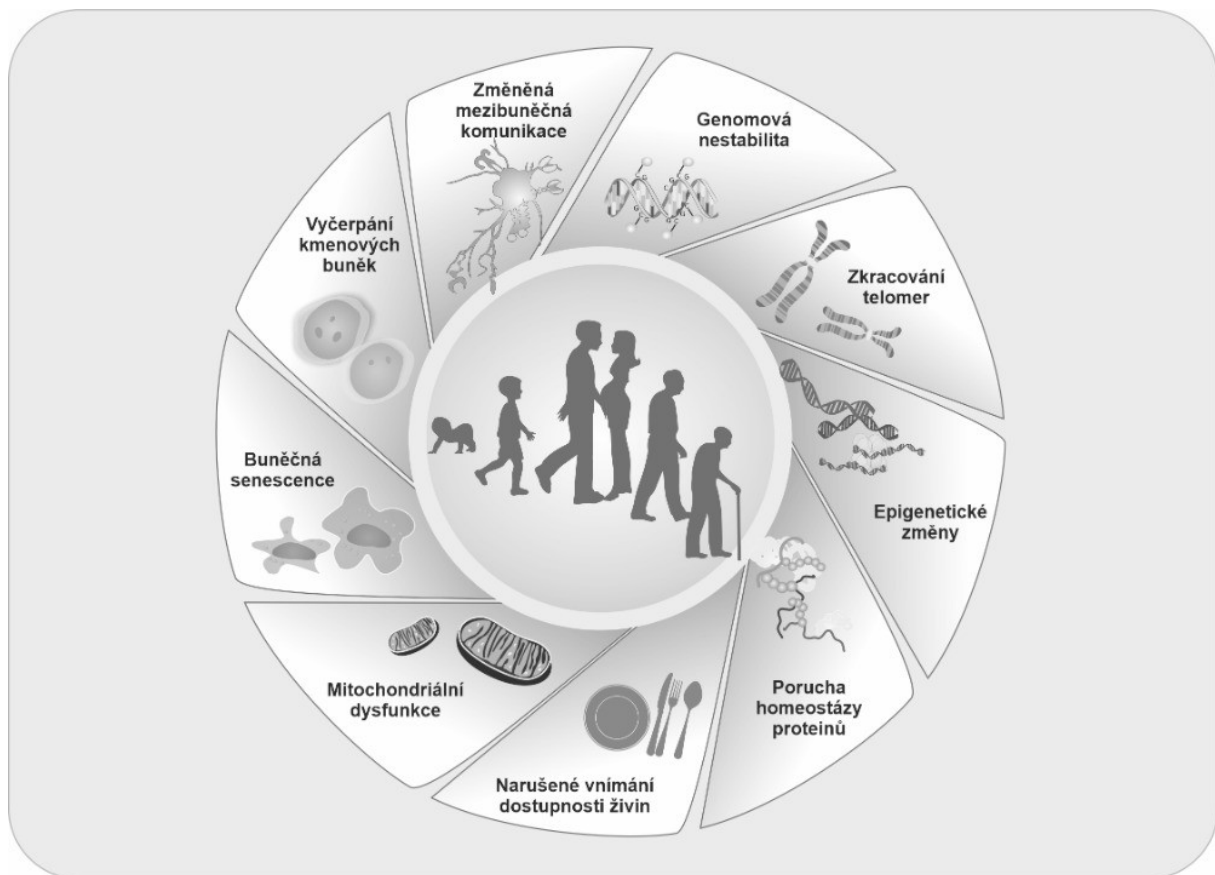 Změněná
mezibuněčná
komunikace
Genomová
nestabilita
Zkracování
telomer
Epigenetické
změny
Porucha
homeostázy
proteinů
Narušené vnímání
dostupnosti živin
Mitochondriální
dysfunkce
Buněčná
senescence
Vyčerpání
kmenových
buněk